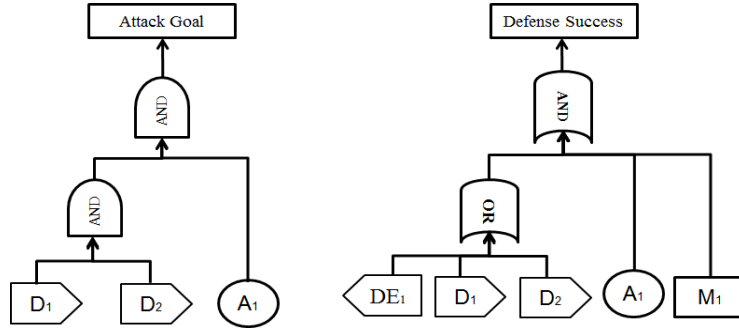 Attack Goal
AND
AND
D1
D2
A1
Defense Success
AND
OR
DE1
D1
D2
A1
M1